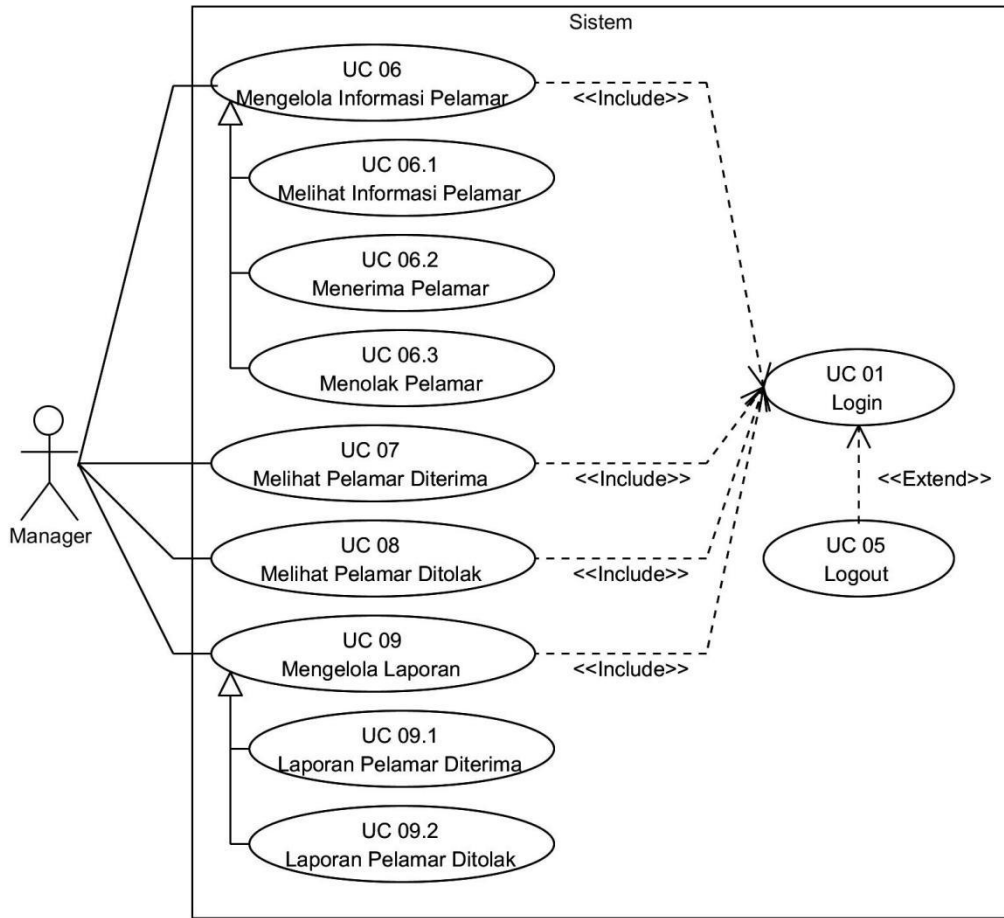 Sistem
UC 06
Mengelola Informasi Pelamar
<<Include>>
UC 06.1
Melihat Informasi Pelamar
UC 06.2
Menerima Pelamar
UC 06.3
Menolak Pelamar
UC 01
Login
Manager
UC 07
Melihat Pelamar Diterima
<<Include>>
<<Extend>>
UC 08
Melihat Pelamar Ditolak
<<Include>>
UC 05
Logout
UC 09
Mengelola Laporan
<<Include>>
UC 09.1
Laporan Pelamar Diterima
UC 09.2
Laporan Pelamar Ditolak